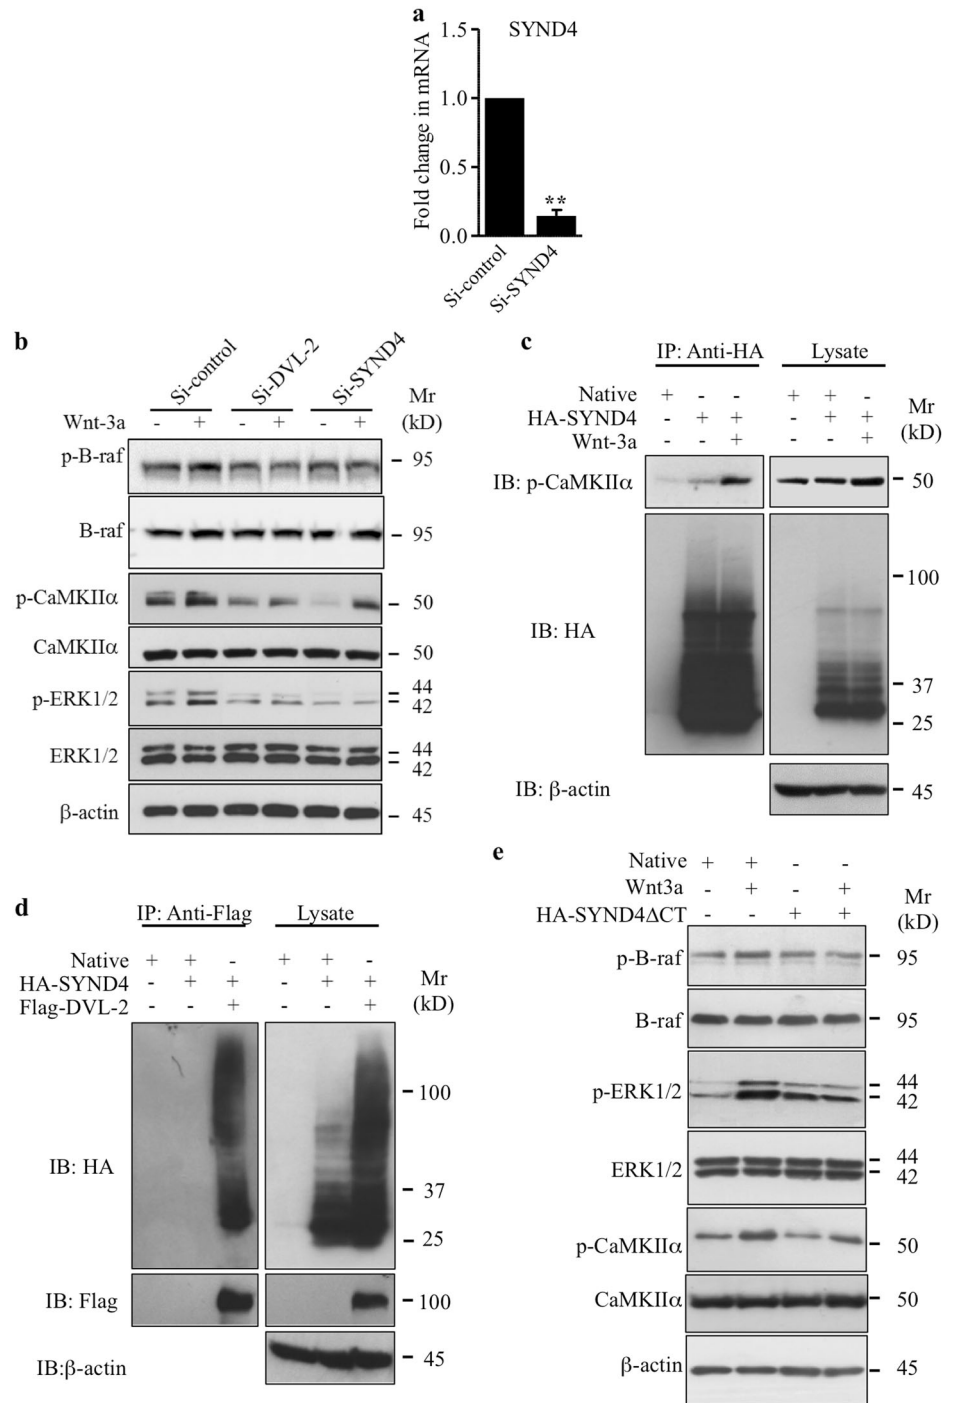 a
SYND4
Fold change in mRNA
1.5
1.0
0.5
0.0
**
Si-control
Si-SYND4
b
Si-control
Si-DVL-2
Si-SYND4
Mr
(kD)
Wnt-3a - + - + - +
p-B-raf – 95
B-raf – 95
p-CaMKIIα – 50
CaMKIIα – 50
p-ERK1/2 – 44
– 42
ERK1/2 – 44
– 42
β-actin – 45
c
IP: Anti-HA Lysate
Native + - - + + -
HA-SYND4 - + + - + +
Wnt-3a - - + - - +
Mr
(kD)
IB: p-CaMKIIα – 50
IB: HA
– 100
– 37
– 25
IB: β-actin – 45
d
IP: Anti-Flag Lysate
Native + + - + + -
HA-SYND4 - + + - + +
Flag-DVL-2 - - + - - +
Mr
(kD)
IB: HA
– 100
– 37
– 25
IB: Flag – 100
IB:β-actin – 45
e
Native + + - -
Wnt3a - + - +
HA-SYND4ΔCT - - + +
Mr
(kD)
p-B-raf – 95
B-raf – 95
p-ERK1/2 – 44
– 42
ERK1/2 – 44
– 42
p-CaMKIIα – 50
CaMKIIα – 50
β-actin – 45